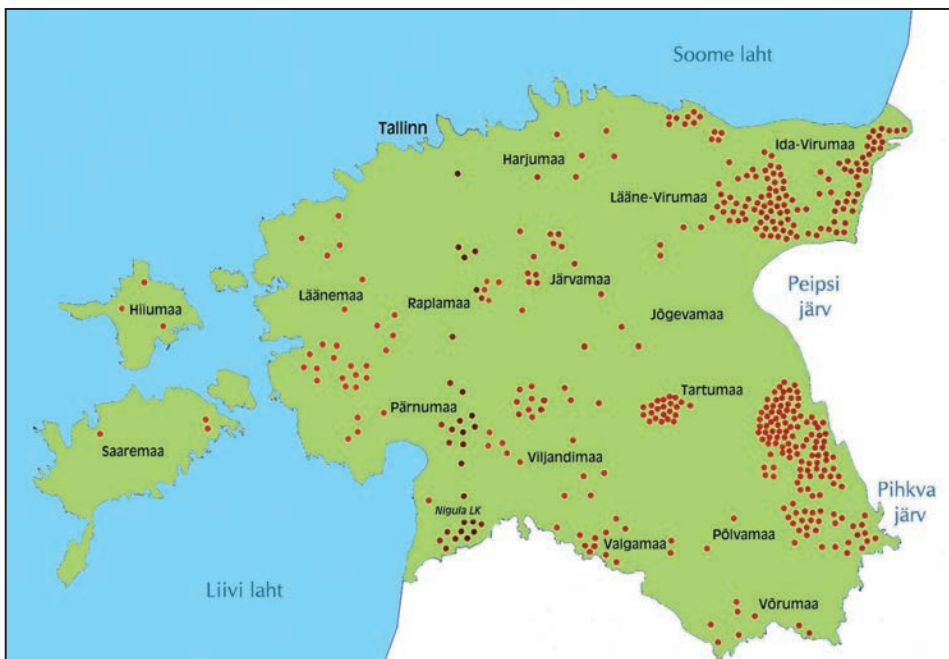 Soome laht
Tallinn
Ida-Virumaa
Harjumaa
Lääne-Virumaa
Järvamaa
Peipsi
järv
Läänemaa
Raplamaa
Hiiumaa
Jõgevamaa
Tartumaa
Pärnumaa
Saaremaa
Viljandimaa
Pihkva
järv
Nigula LK
Põlvamaa
Valgamaa
Liivi laht
Võrumaa